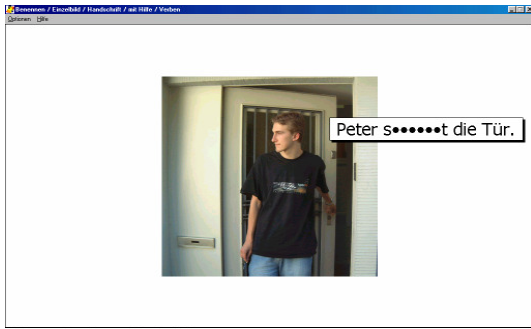 Benennen / Einzelbild / Handschrift / mit Hilfe / Verben
Optionen Hilfe
Peter s••••••t die Tür.